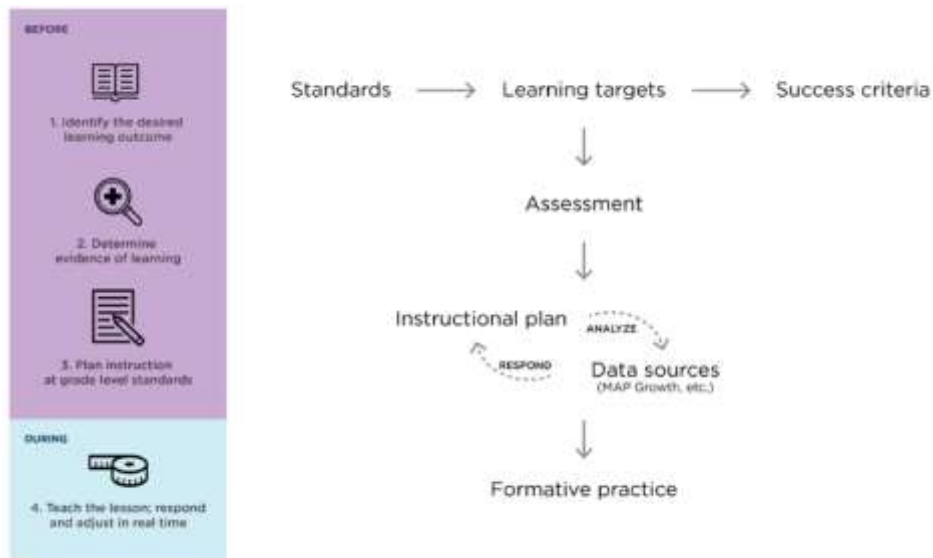 BEFORE
1. Identify the desired
learning outcome
2. Determine
evidence of learning
3. Plan instruction
at grade level standards
DURING
4. Teach the lesson; respond
and adjust in real time
Standards
Learning targets
Success criteria
Assessment
Instructional plan
ANALYZE
RESPOND
Data sources
(MAP Growth, etc.)
Formative practice